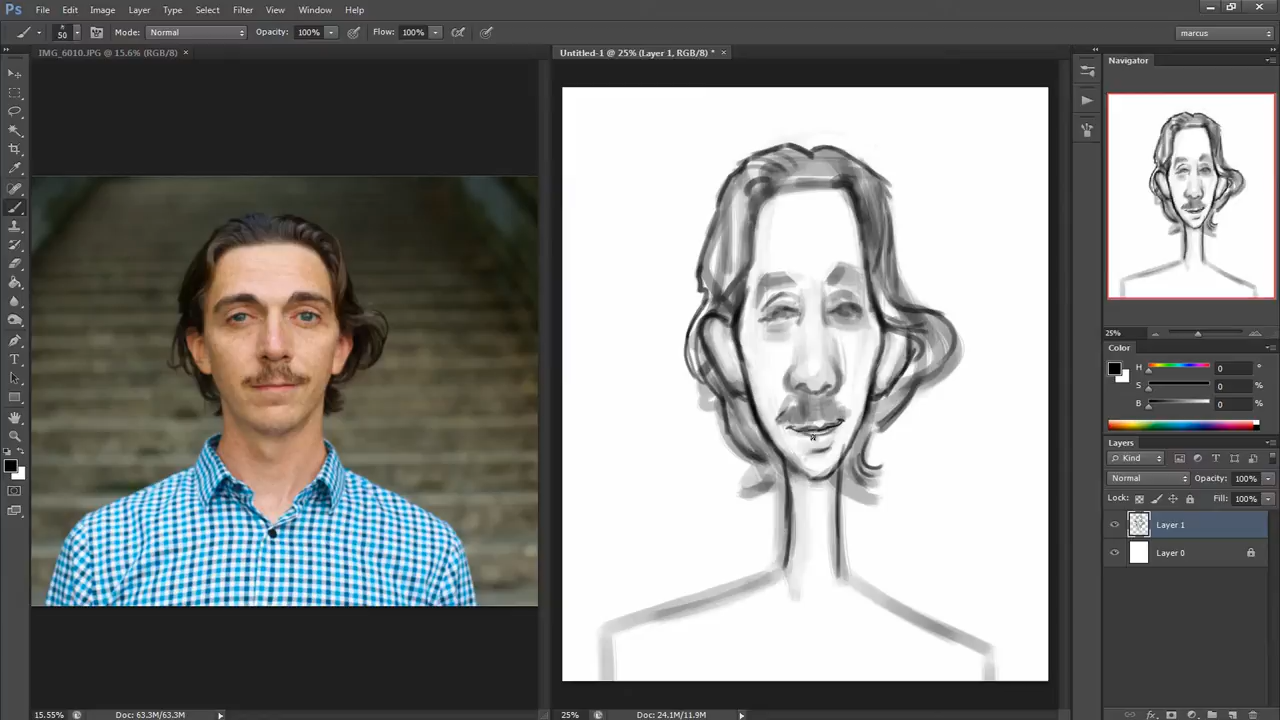 Ps File Edit Image Layer Type Select Filter View Window Help
50 Mode: Normal Opacity: 100% Flow: 100% marcus
IMG_6010.JPG @ 15.6% (RGB/8) × Untitled-1 @ 25% (Layer 1, RGB/8) * ×
Navigator
25%
Color
H 0 °
S 0 %
B 0 %
Layers
Kind
Normal Opacity: 100%
Lock: Fill: 100%
Layer 1
Layer 0
15.55% Doc: 63.3M/63.3M 25% Doc: 24.1M/11.9M